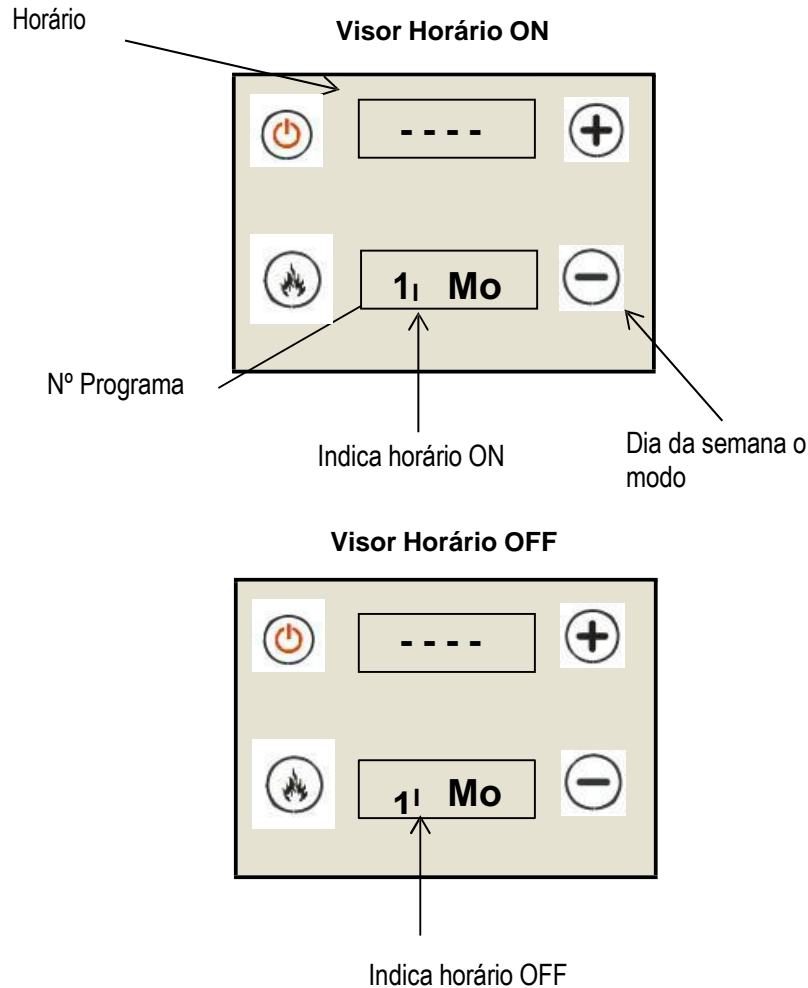 Horário
Visor Horário ON
- - - -
1ı Mo
Nº Programa
Indica horário ON
Dia da semana o
modo
Visor Horário OFF
- - - -
1ı Mo
Indica horário OFF